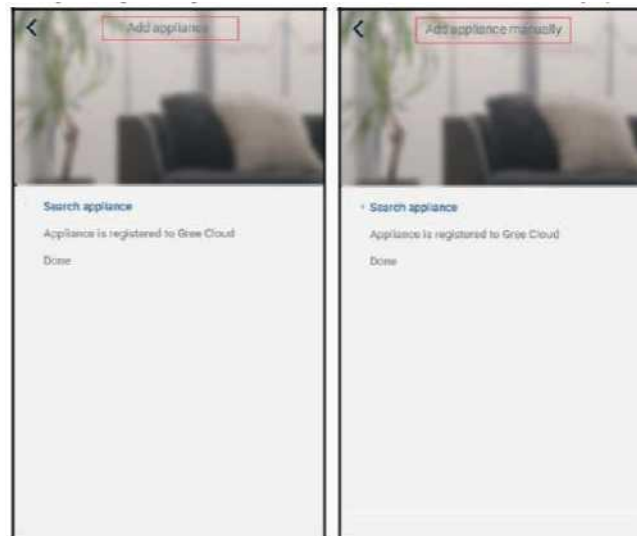 Add appliance
Search appliance
Appliance is registered to Gree Cloud
Done
Add appliance manually
Search appliance
Appliance is registered to Gree Cloud
Done